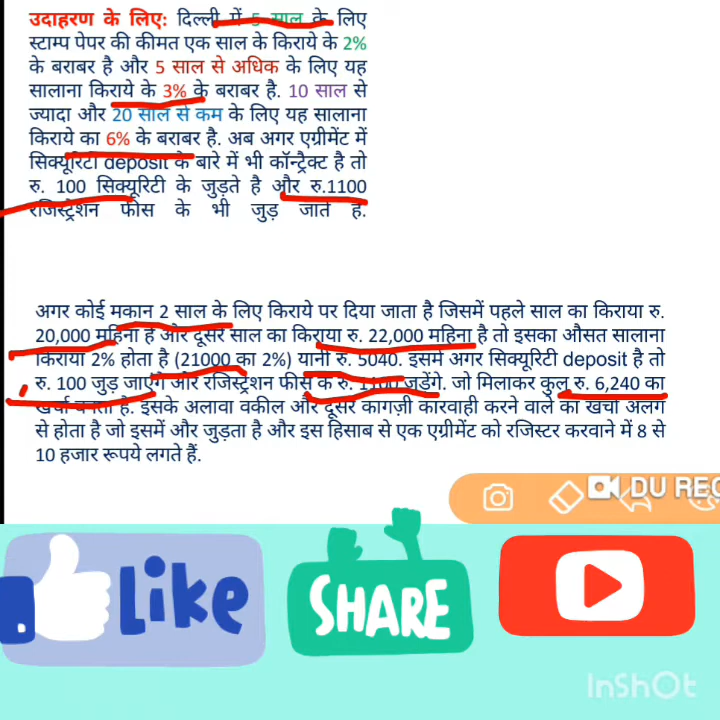 उदाहरण के लिए: दिल्ली में 5 साल के लिए
स्टाम्प पेपर की कीमत एक साल के किराये के 2%
के बराबर है और 5 साल से अधिक के लिए यह
सालाना किराये के 3% के बराबर है. 10 साल से
ज्यादा और 20 साल से कम के लिए यह सालाना
किराये का 6% के बराबर है. अब अगर एग्रीमेंट में
सिक्यूरिटी deposit के बारे में भी कॉन्ट्रैक्ट है तो
रु. 100 सिक्यूरिटी के जुड़ते है और रु.1100
रजिस्ट्रेशन फीस के भी जुड़ जाते है.
अगर कोई मकान 2 साल के लिए किराये पर दिया जाता है जिसमें पहले साल का किराया रु.
20,000 महिना है और दूसरे साल का किराया रु. 22,000 महिना है तो इसका औसत सालाना
किराया 2% होता है (21000 का 2%) यानी रु. 5040. इसमें अगर सिक्यूरिटी deposit है तो
रु. 100 जुड़ जाएंगे और रजिस्ट्रेशन फीस के रु. 1100 जुड़ेंगे. जो मिलाकर कुल रु. 6,240 का
खर्चा करता है. इसके अलावा वकील और दूसरे कागज़ी कारवाही करने वाले का खर्चा अलग
से होता है जो इसमें और जुड़ता है और इस हिसाब से एक एग्रीमेंट को रजिस्टर करवाने में 8 से
10 हजार रूपये लगते हैं.
DU REC
Like
SHARE
InShOt